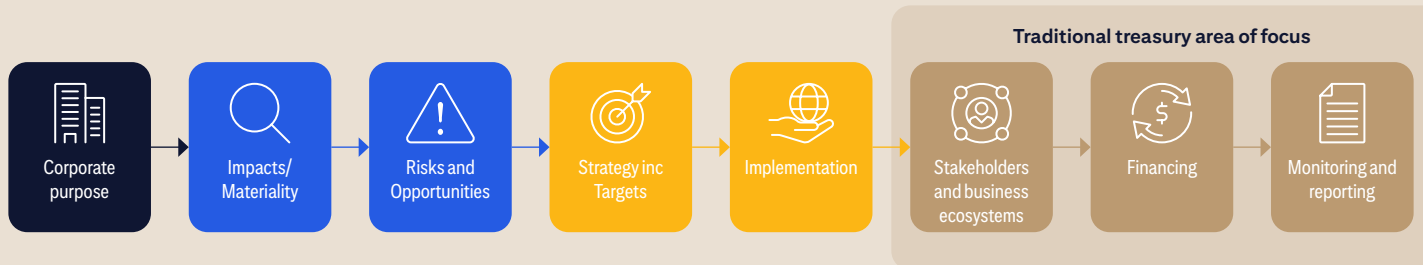 Traditional treasury area of focus
Corporate
purpose
Impacts/
Materiality
Risks and
Opportunities
Strategy inc
Targets
Implementation
Stakeholders
and business
ecosystems
$
Financing
Monitoring and
reporting